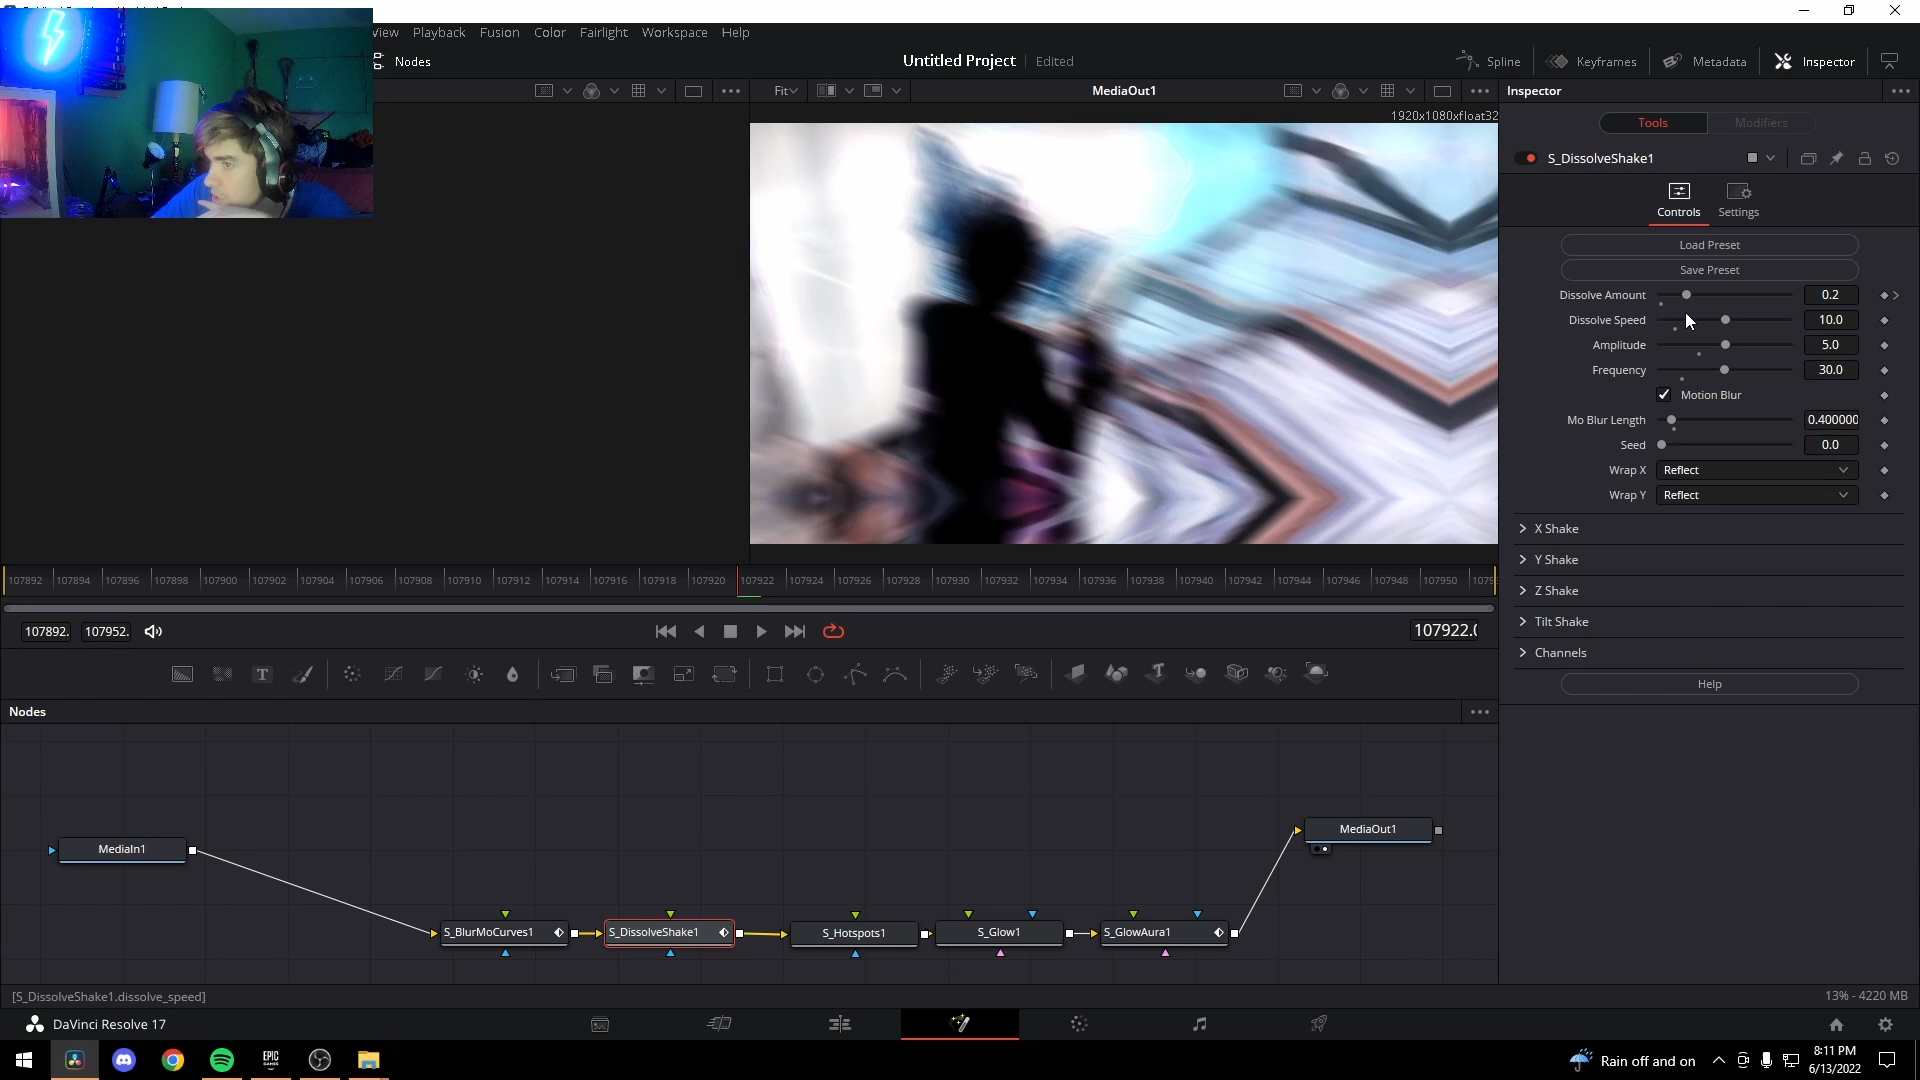 View Playback Fusion Color Fairlight Workspace Help
Nodes
Untitled Project Edited
Spline Keyframes Metadata Inspector
Fit MediaOut1
Inspector
1920x1080xfloat32
Tools Modifiers
S_DissolveShake1
Controls Settings
Load Preset
Save Preset
Dissolve Amount 0.2
Dissolve Speed 10.0
Amplitude 5.0
Frequency 30.0
Motion Blur
Mo Blur Length 0.400000
Seed 0.0
Wrap X Reflect
Wrap Y Reflect
X Shake
Y Shake
Z Shake
Tilt Shake
Channels
Help
107892 107894 107896 107898 107900 107902 107904 107906 107908 107910 107912 107914 107916 107918 107920 107922 107924 107926 107928 107930 107932 107934 107936 107938 107940 107942 107944 107946 107948 107950
107892. 107952. 107922.0
Nodes
MediaOut1
MediaIn1
S_BlurMoCurves1 S_DissolveShake1 S_Hotspots1 S_Glow1 S_GlowAura1
[S_DissolveShake1.dissolve_speed]
13% - 4220 MB
DaVinci Resolve 17
EPIC
GAMES
Rain off and on
8:11 PM
6/13/2022